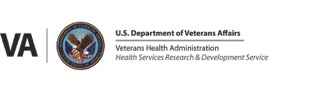 VA
U.S. Department of Veterans Affairs
Veterans Health Administration
Health Services Research & Development Service